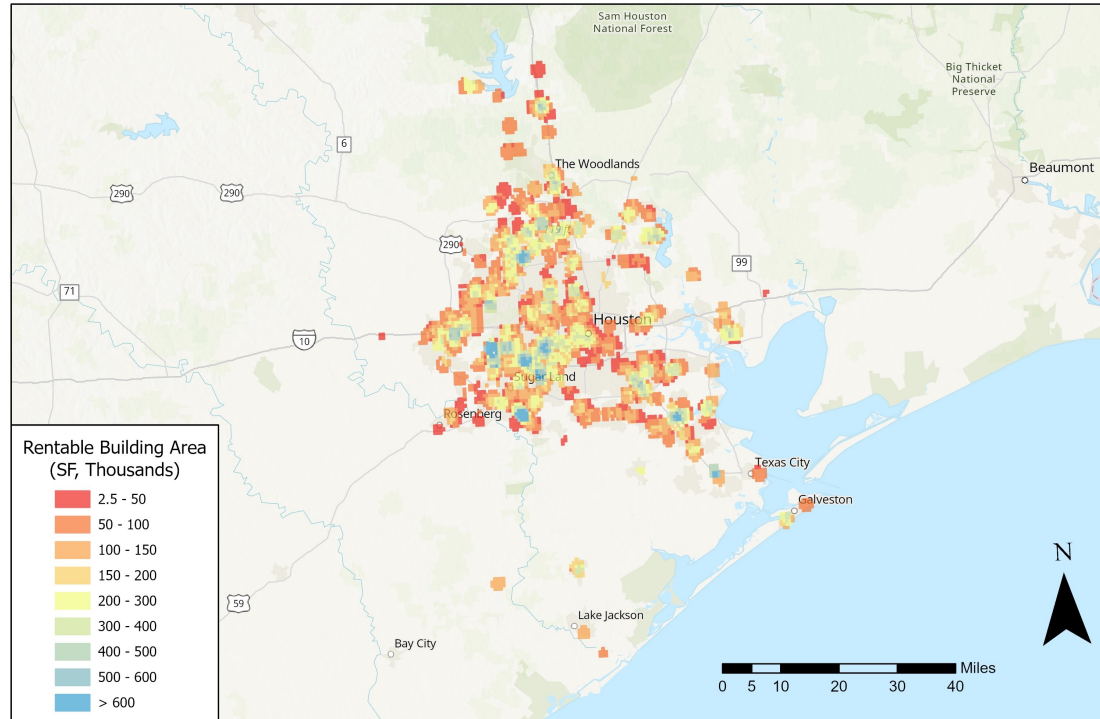 Sam Houston
National Forest
Big Thicket
National
Preserve
6
The Woodlands
Beaumont
290
290
290
99
71
Houston
10
Sugar Land
Rosenberg
Texas City
Galveston
59
Lake Jackson
Bay City
Rentable Building Area
(SF, Thousands)
2.5 - 50
50 - 100
100 - 150
150 - 200
200 - 300
300 - 400
400 - 500
500 - 600
> 600
N
Miles
0 5 10 20 30 40